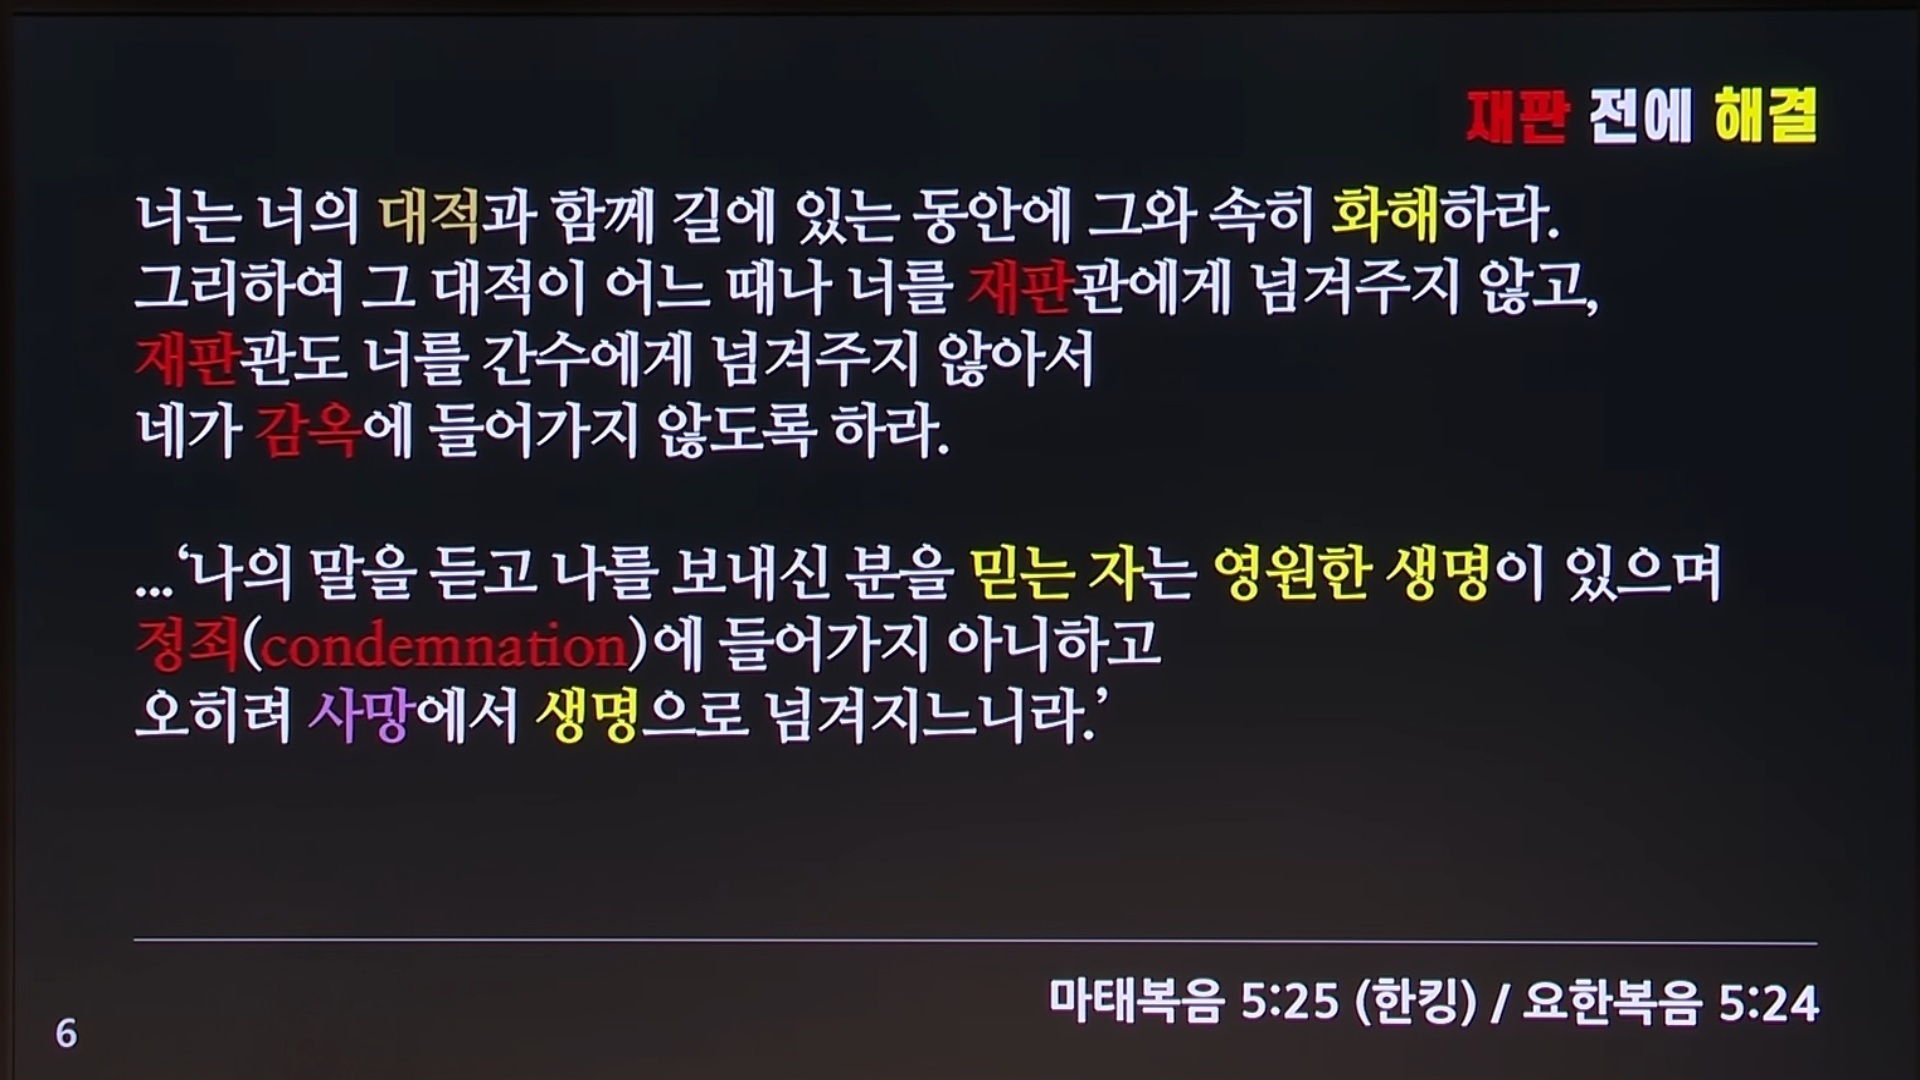 재판 전에 해결
너는 너의 대적과 함께 길에 있는 동안에 그와 속히 화해하라.
그리하여 그 대적이 어느 때나 너를 재판관에게 넘겨주지 않고,
재판관도 너를 간수에게 넘겨주지 않아서
네가 감옥에 들어가지 않도록 하라.
...‘나의 말을 듣고 나를 보내신 분을 믿는 자는 영원한 생명이 있으며
정죄(condemnation)에 들어가지 아니하고
오히려 사망에서 생명으로 넘겨지느니라.’
마태복음 5:25 (한킹) / 요한복음 5:24
6